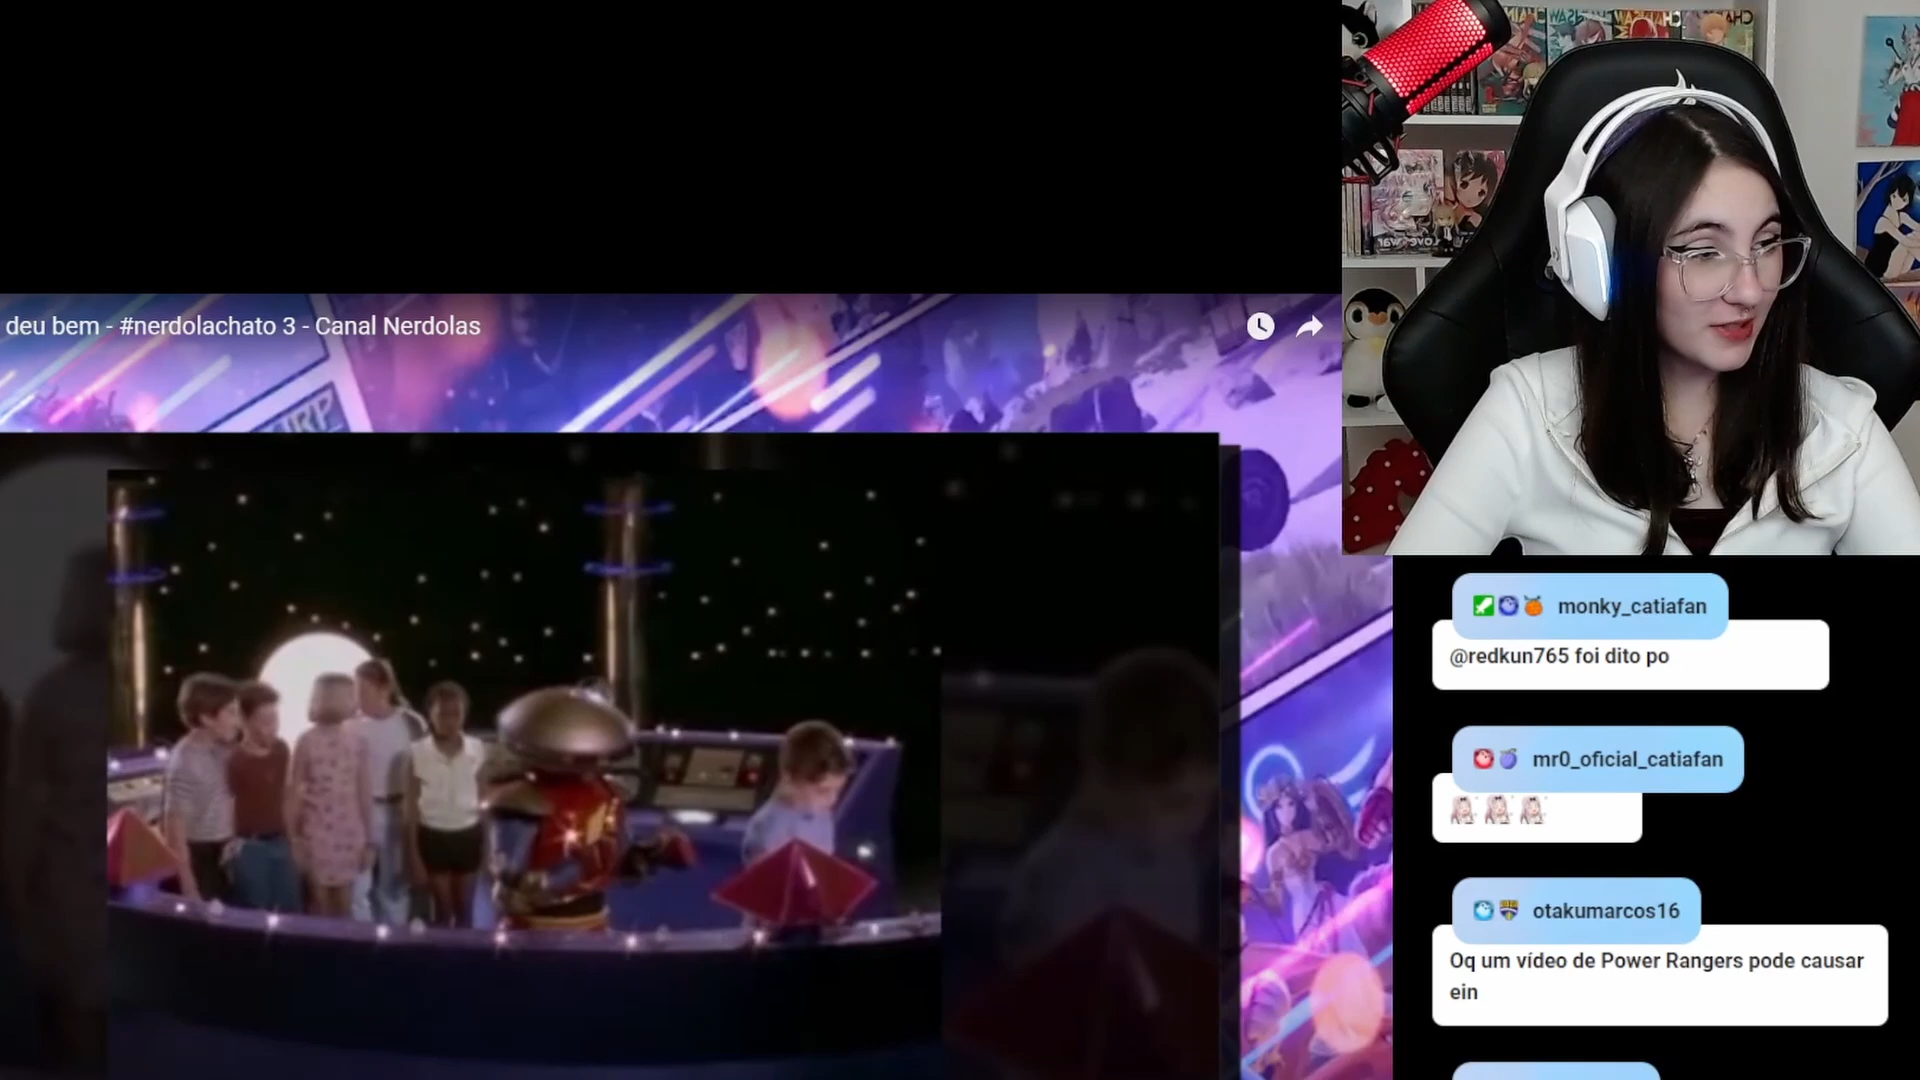 deu bem - #nerdolachato 3 - Canal Nerdolas
monky_catiafan
@redkun765 foi dito po
mr0_oficial_catiafan
otakumarcos16
Oq um vídeo de Power Rangers pode causar
ein